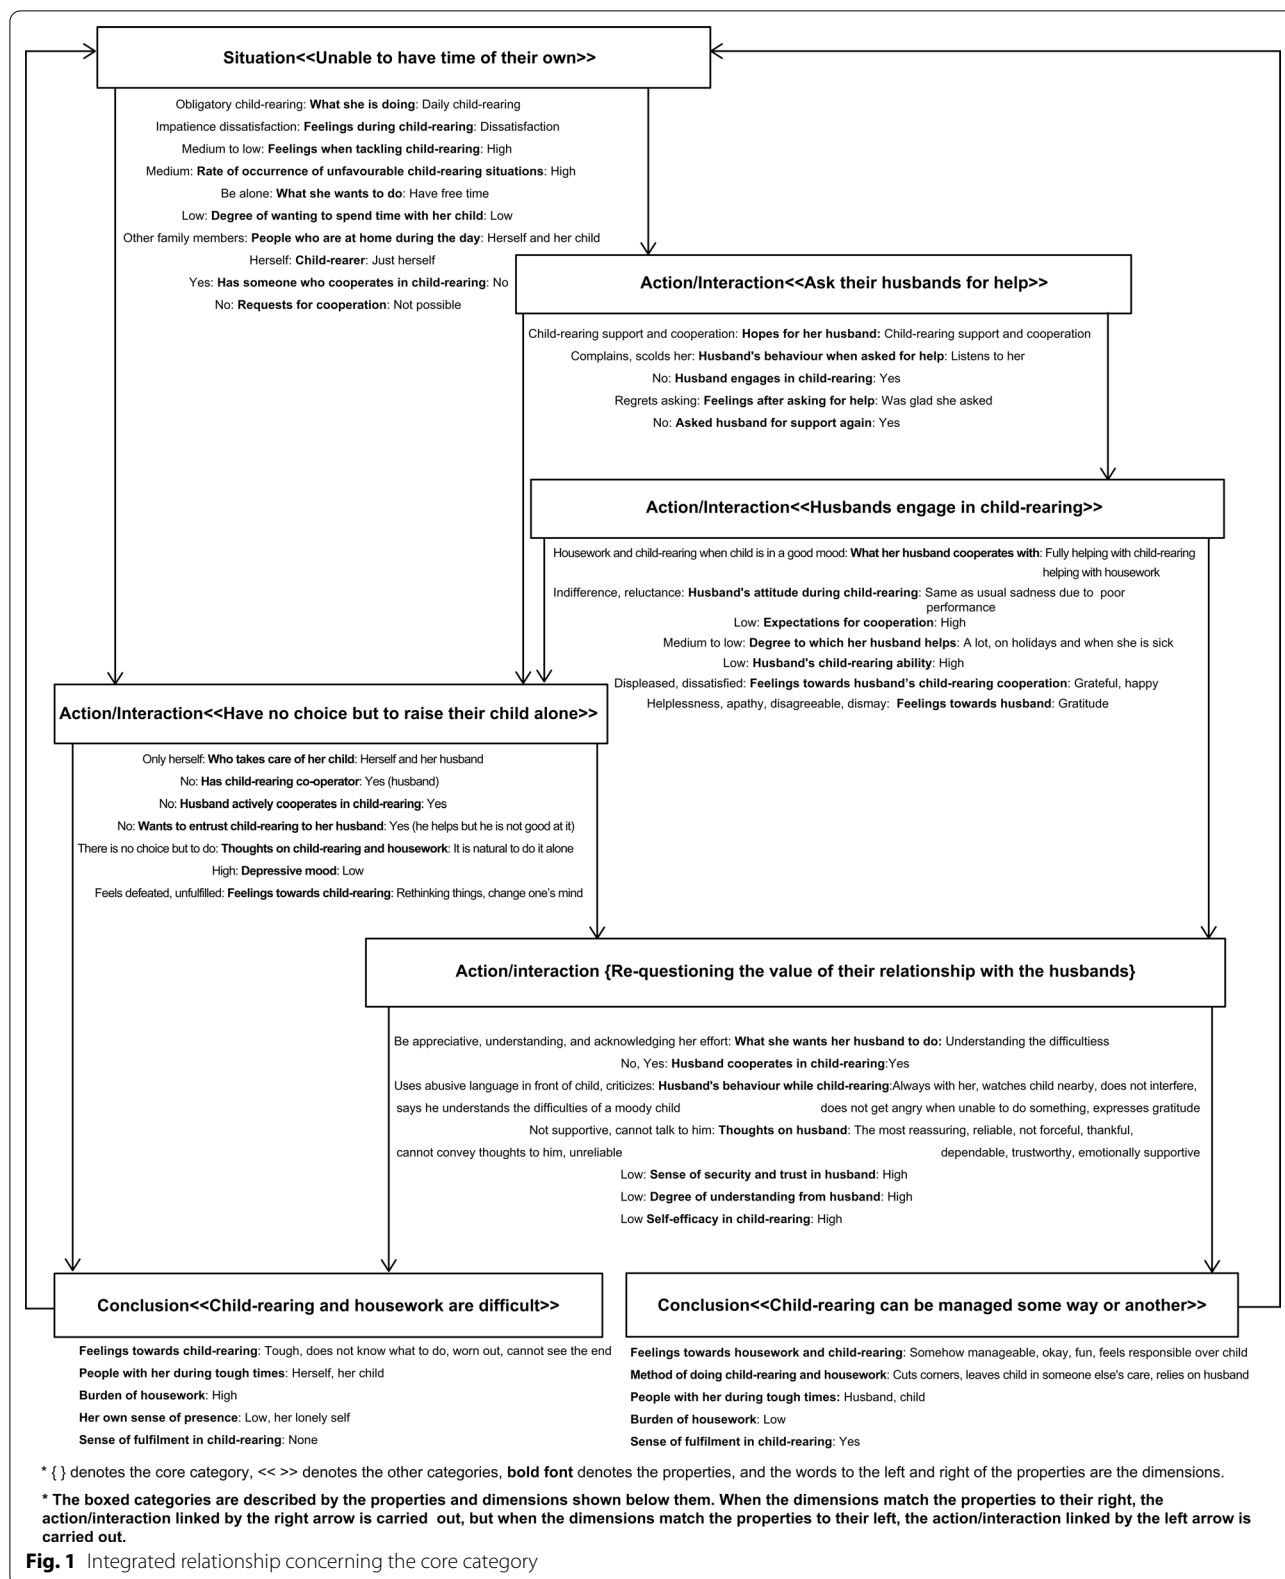 Situation<<Unable to have time of their own>>
Obligatory child-rearing: What she is doing: Daily child-rearing
Impatience dissatisfaction: Feelings during child-rearing: Dissatisfaction
Medium to low: Feelings when tackling child-rearing: High
Medium: Rate of occurrence of unfavourable child-rearing situations: High
Be alone: What she wants to do: Have free time
Low: Degree of wanting to spend time with her child: Low
Other family members: People who are at home during the day: Herself and her child
Herself: Child-rearer: Just herself
Yes: Has someone who cooperates in child-rearing: No
No: Requests for cooperation: Not possible
Action/Interaction<<Ask their husbands for help>>
Child-rearing support and cooperation: Hopes for her husband: Child-rearing support and cooperation
Complains, scolds her: Husband's behaviour when asked for help: Listens to her
No: Husband engages in child-rearing: Yes
Regrets asking: Feelings after asking for help: Was glad she asked
No: Asked husband for support again: Yes
Action/Interaction<<Husbands engage in child-rearing>>
Housework and child-rearing when child is in a good mood: What her husband cooperates with: Fully helping with child-rearing
helping with housework
Indifference, reluctance: Husband's attitude during child-rearing: Same as usual sadness due to poor
performance
Low: Expectations for cooperation: High
Medium to low: Degree to which her husband helps: A lot, on holidays and when she is sick
Low: Husband's child-rearing ability: High
Displeased, dissatisfied: Feelings towards husband's child-rearing cooperation: Grateful, happy
Helplessness, apathy, disagreeable, dismay: Feelings towards husband: Gratitude
Action/Interaction<<Have no choice but to raise their child alone>>
Only herself: Who takes care of her child: Herself and her husband
No: Has child-rearing co-operator: Yes (husband)
No: Husband actively cooperates in child-rearing: Yes
No: Wants to entrust child-rearing to her husband: Yes (he helps but he is not good at it)
There is no choice but to do: Thoughts on child-rearing and housework: It is natural to do it alone
High: Depressive mood: Low
Feels defeated, unfulfilled: Feelings towards child-rearing: Rethinking things, change one's mind
Action/interaction {Re-questioning the value of their relationship with the husbands}
Be appreciative, understanding, and acknowledging her effort: What she wants her husband to do: Understanding the difficultiess
No, Yes: Husband cooperates in child-rearing:Yes
Uses abusive language in front of child, criticizes: Husband's behaviour while child-rearing:Always with her, watches child nearby, does not interfere,
says he understands the difficulties of a moody child does not get angry when unable to do something, expresses gratitude
Not supportive, cannot talk to him: Thoughts on husband: The most reassuring, reliable, not forceful, thankful,
cannot convey thoughts to him, unreliable dependable, trustworthy, emotionally supportive
Low: Sense of security and trust in husband: High
Low: Degree of understanding from husband: High
Low Self-efficacy in child-rearing: High
Conclusion<<Child-rearing and housework are difficult>>
Feelings towards child-rearing: Tough, does not know what to do, worn out, cannot see the end
People with her during tough times: Herself, her child
Burden of housework: High
Her own sense of presence: Low, her lonely self
Sense of fulfilment in child-rearing: None
Conclusion<<Child-rearing can be managed some way or another>>
Feelings towards housework and child-rearing: Somehow manageable, okay, fun, feels responsible over child
Method of doing child-rearing and housework: Cuts corners, leaves child in someone else's care, relies on husband
People with her during tough times: Husband, child
Burden of housework: Low
Sense of fulfilment in child-rearing: Yes
* { } denotes the core category, << >> denotes the other categories, bold font denotes the properties, and the words to the left and right of the properties are the dimensions.
* The boxed categories are described by the properties and dimensions shown below them. When the dimensions match the properties to their right, the
action/interaction linked by the right arrow is carried out, but when the dimensions match the properties to their left, the action/interaction linked by the left arrow is
carried out.
Fig. 1 Integrated relationship concerning the core category